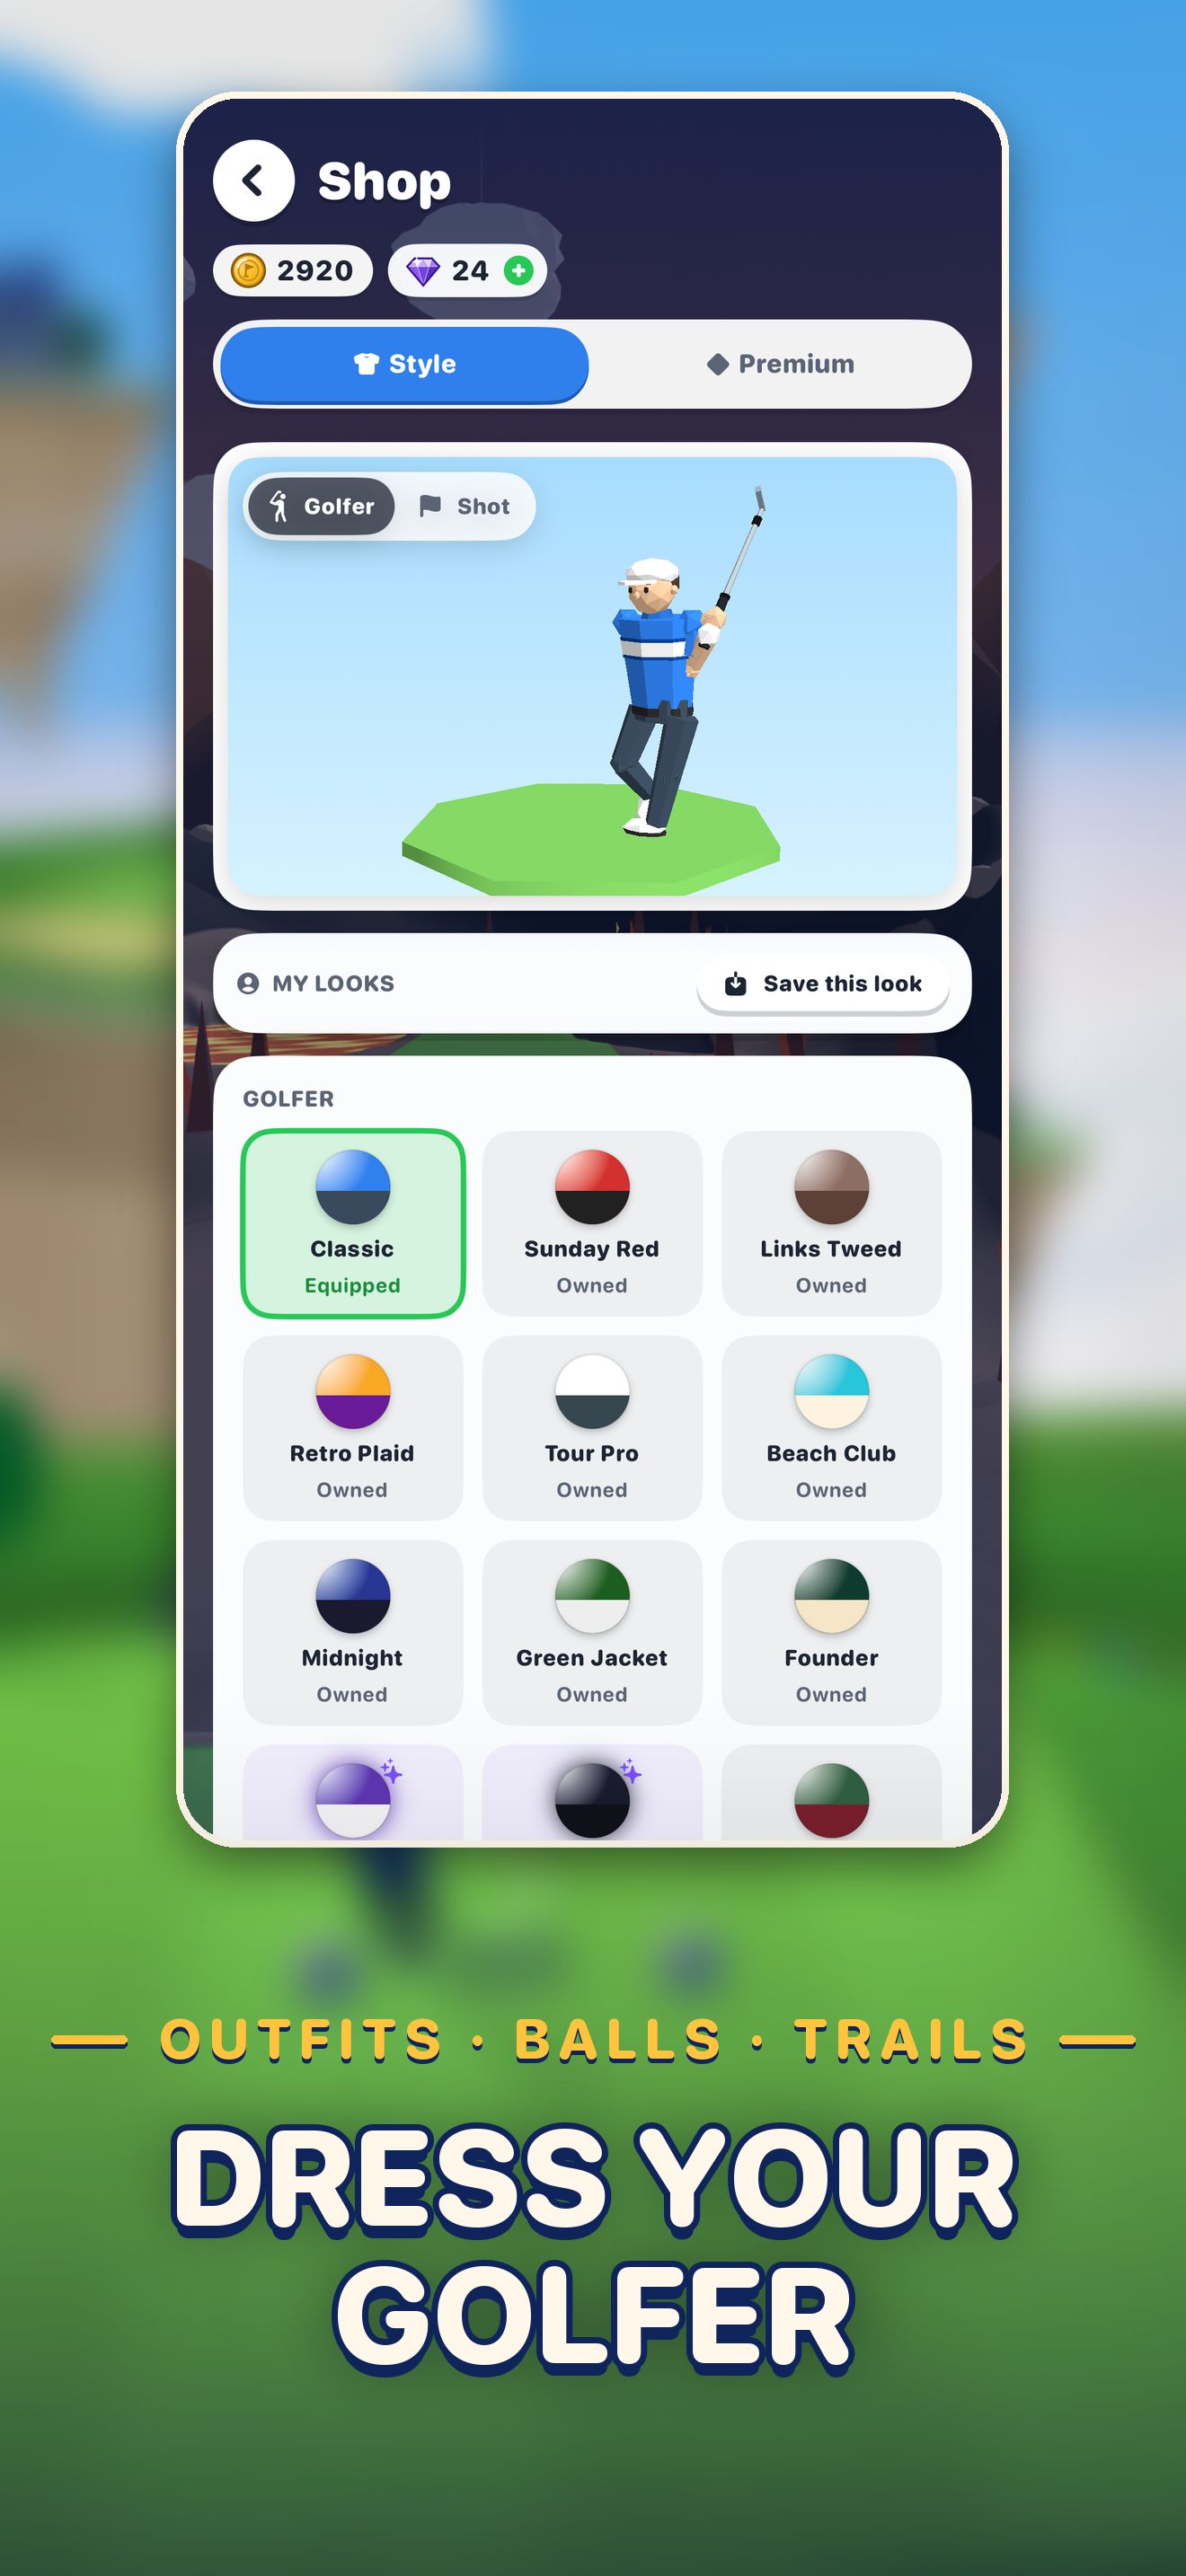 Shop
2920
24
Style
Premium
Golfer
Shot
MY LOOKS
Save this look
GOLFER
Classic
Sunday Red
Links Tweed
Equipped
Owned
Owned
Retro Plaid
Tour Pro
Beach Club
Owned
Owned
Owned
Midnight
Green Jacket
Founder
Owned
Owned
Owned
OUTFITS · BALLS · TRAILS
DRESS YOUR
GOLFER